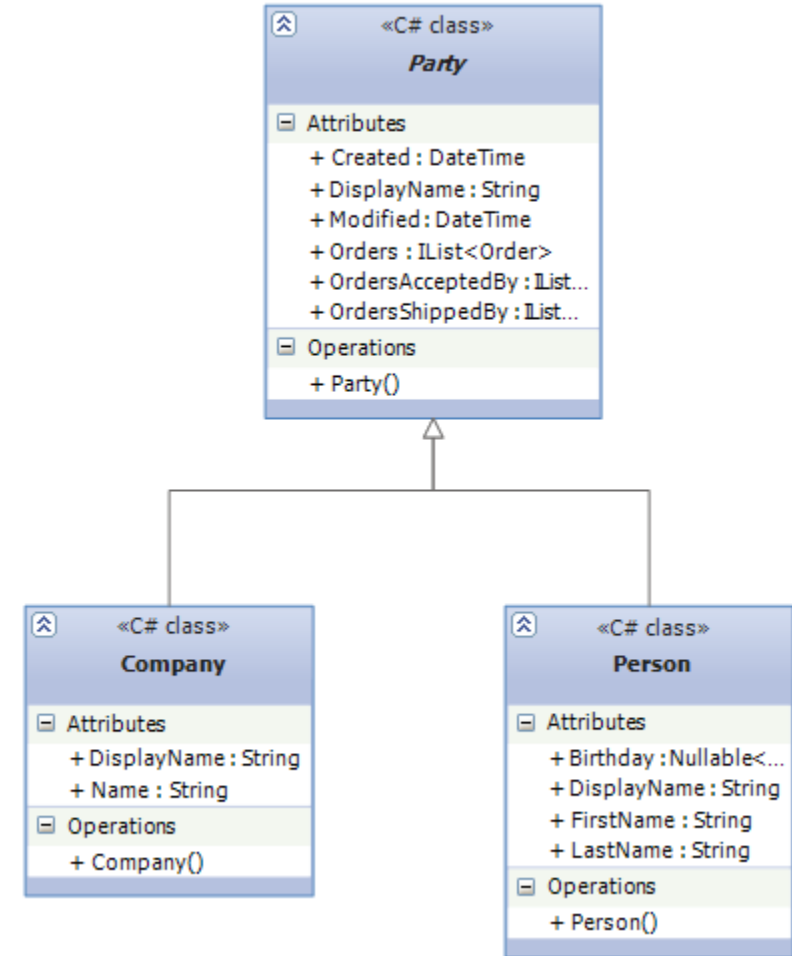 «C# class»
Party
Attributes
+ Created : DateTime
+ DisplayName : String
+ Modified : DateTime
+ Orders : IList<Order>
+ OrdersAcceptedBy : IList...
+ OrdersShippedBy : IList...
Operations
+ Party()
«C# class»
Company
Attributes
+ DisplayName : String
+ Name : String
Operations
+ Company()
«C# class»
Person
Attributes
+ Birthday : Nullable<...
+ DisplayName : String
+ FirstName : String
+ LastName : String
Operations
+ Person()